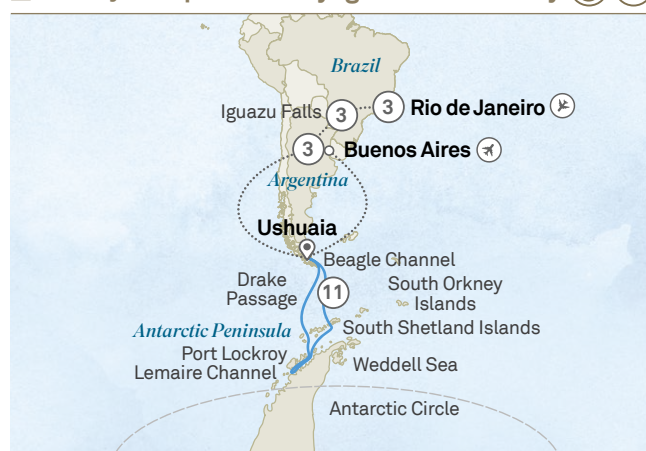 Brazil
Iguazu Falls
3
3
Rio de Janeiro
3
Buenos Aires
Argentina
Ushuaia
Beagle Channel
Drake
Passage
11
South Orkney
Islands
Antarctic Peninsula
South Shetland Islands
Port Lockroy
Lemaire Channel
Weddell Sea
Antarctic Circle